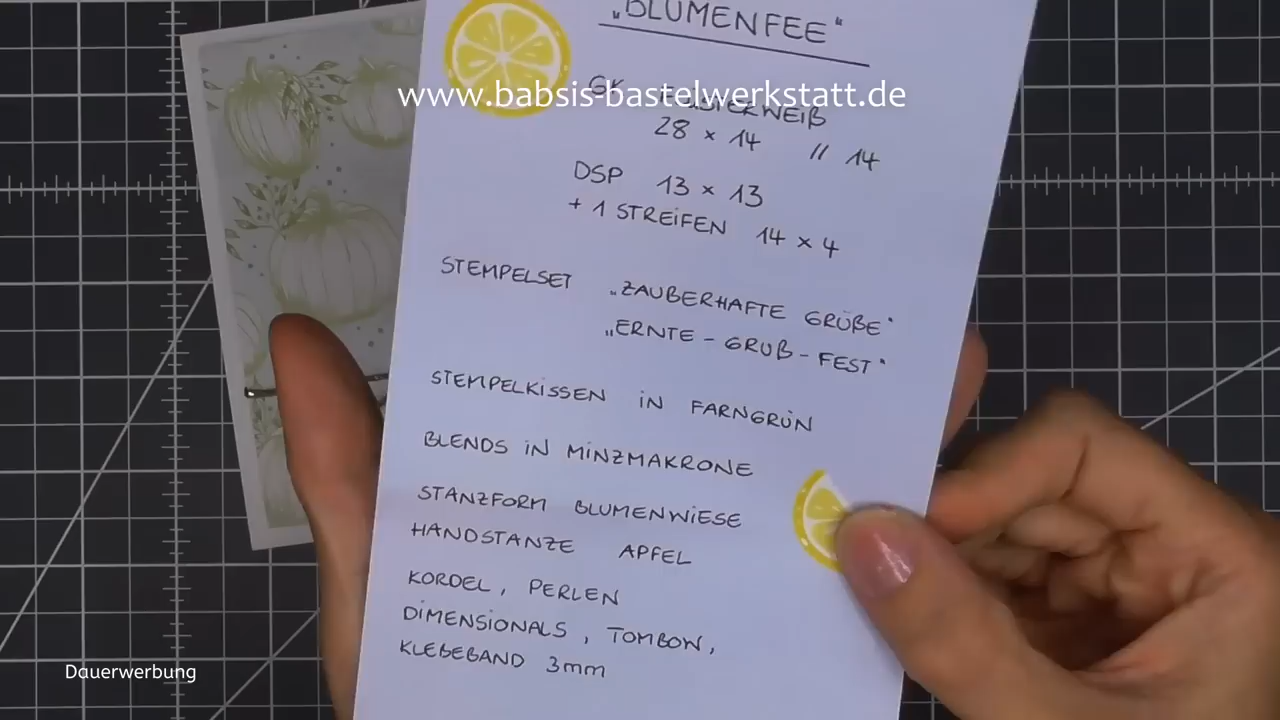 „BLUMENFEE“
GK FLÜSTERWEIß
www.babsis-bastelwerkstatt.de
28 x 14 // 14
DSP 13 x 13
+ 1 STREIFEN 14 x 4
STEMPELSET „ZAUBERHAFTE GRÜßE“
„ERNTE - GRUß - FEST“
STEMPELKISSEN IN FARNGRÜN
BLENDS IN MINZMAKRONE
STANZFORM BLUMENWIESE
HANDSTANZE APFEL
KORDEL, PERLEN
DIMENSIONALS, TOMBOW,
KLEBEBAND 3mm
Dauerwerbung